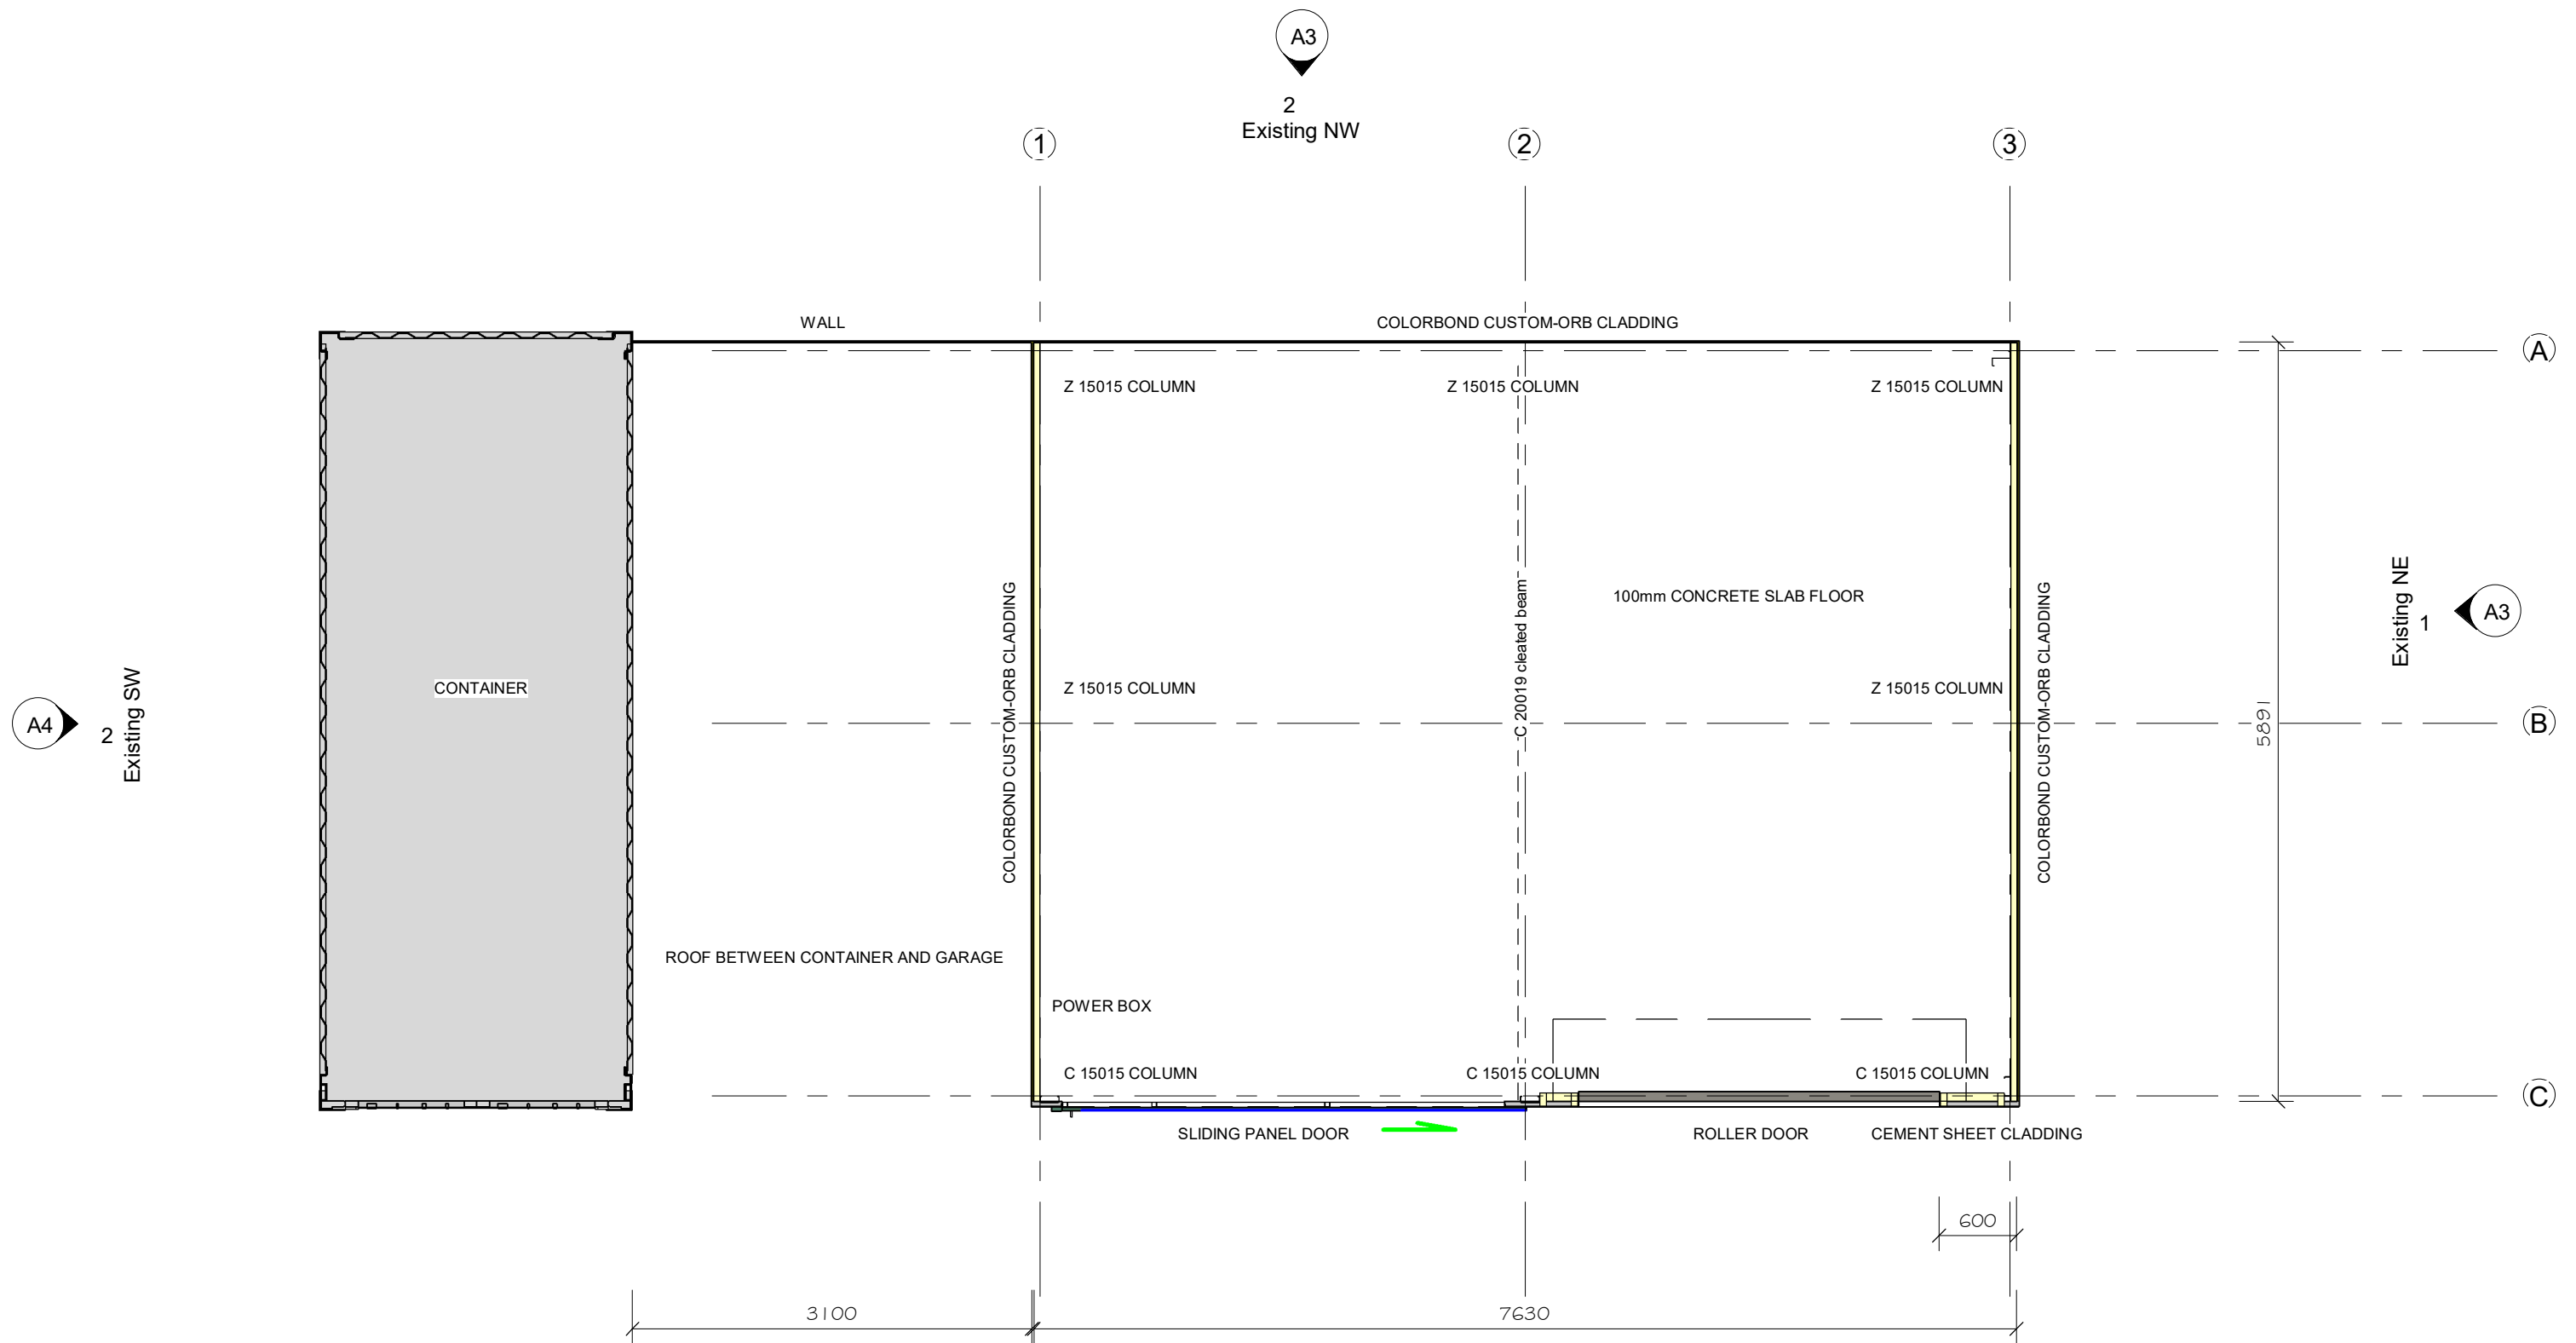 A3
2
Existing NW
1
2
3
WALL
COLORBOND CUSTOM-ORB CLADDING
A
Z 15015 COLUMN
Z 15015 COLUMN
Z 15015 COLUMN
COLORBOND CUSTOM-ORB CLADDING
C 20019 cleated beam
100mm CONCRETE SLAB FLOOR
COLORBOND CUSTOM-ORB CLADDING
Existing NE
1
A3
CONTAINER
Z 15015 COLUMN
Z 15015 COLUMN
A4
2
Existing SW
5891
B
ROOF BETWEEN CONTAINER AND GARAGE
POWER BOX
C 15015 COLUMN
C 15015 COLUMN
C 15015 COLUMN
C
SLIDING PANEL DOOR
ROLLER DOOR
CEMENT SHEET CLADDING
600
3100
7630